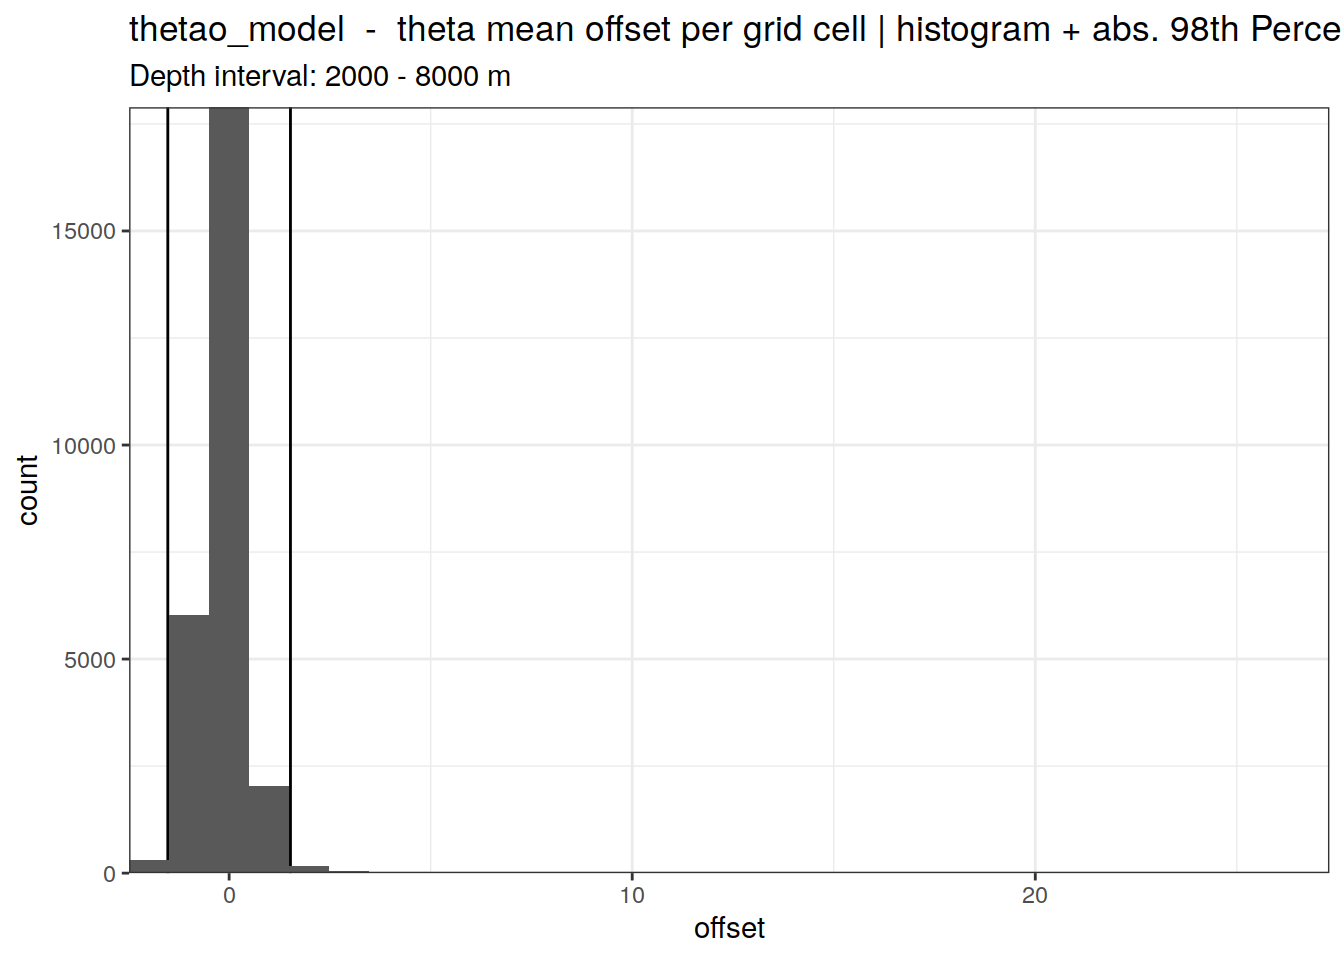 thetao_model  -  theta mean offset per grid cell | histogram + abs. 98th Perce
Depth interval: 2000 - 8000 m
15000
10000
5000
0
count
0
10
20
offset